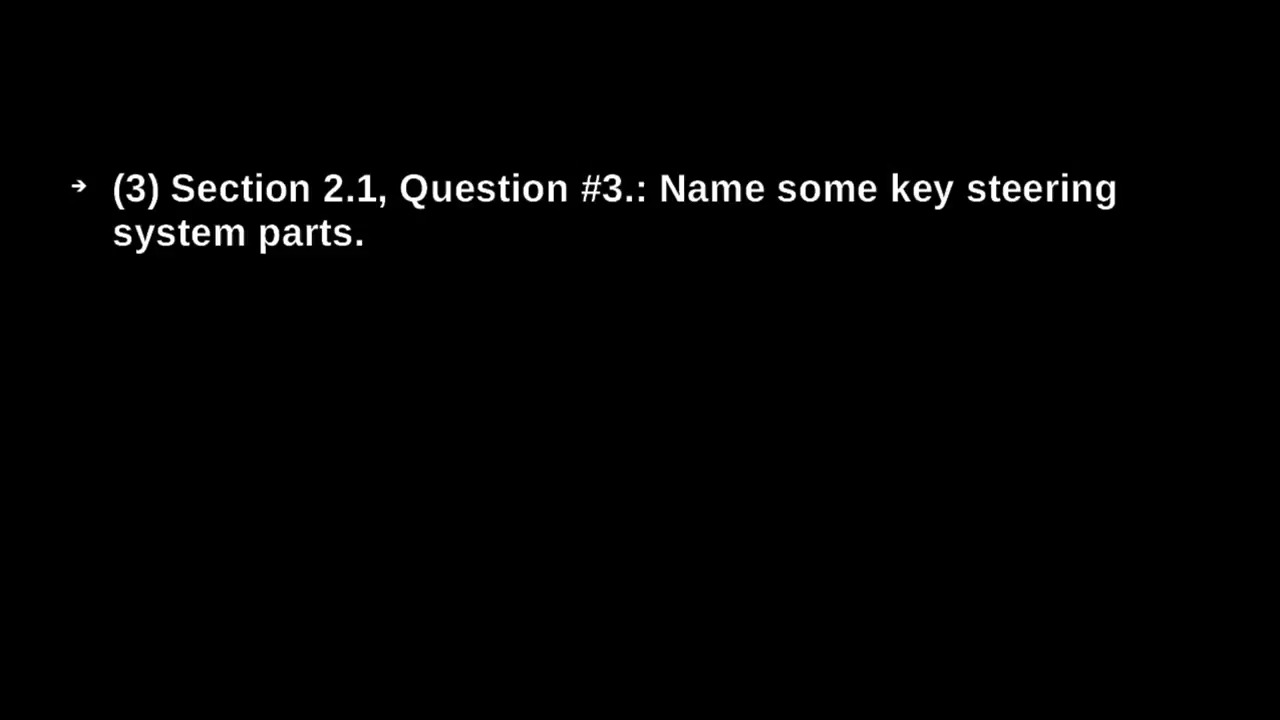 ➔ (3) Section 2.1, Question #3.: Name some key steering
system parts.